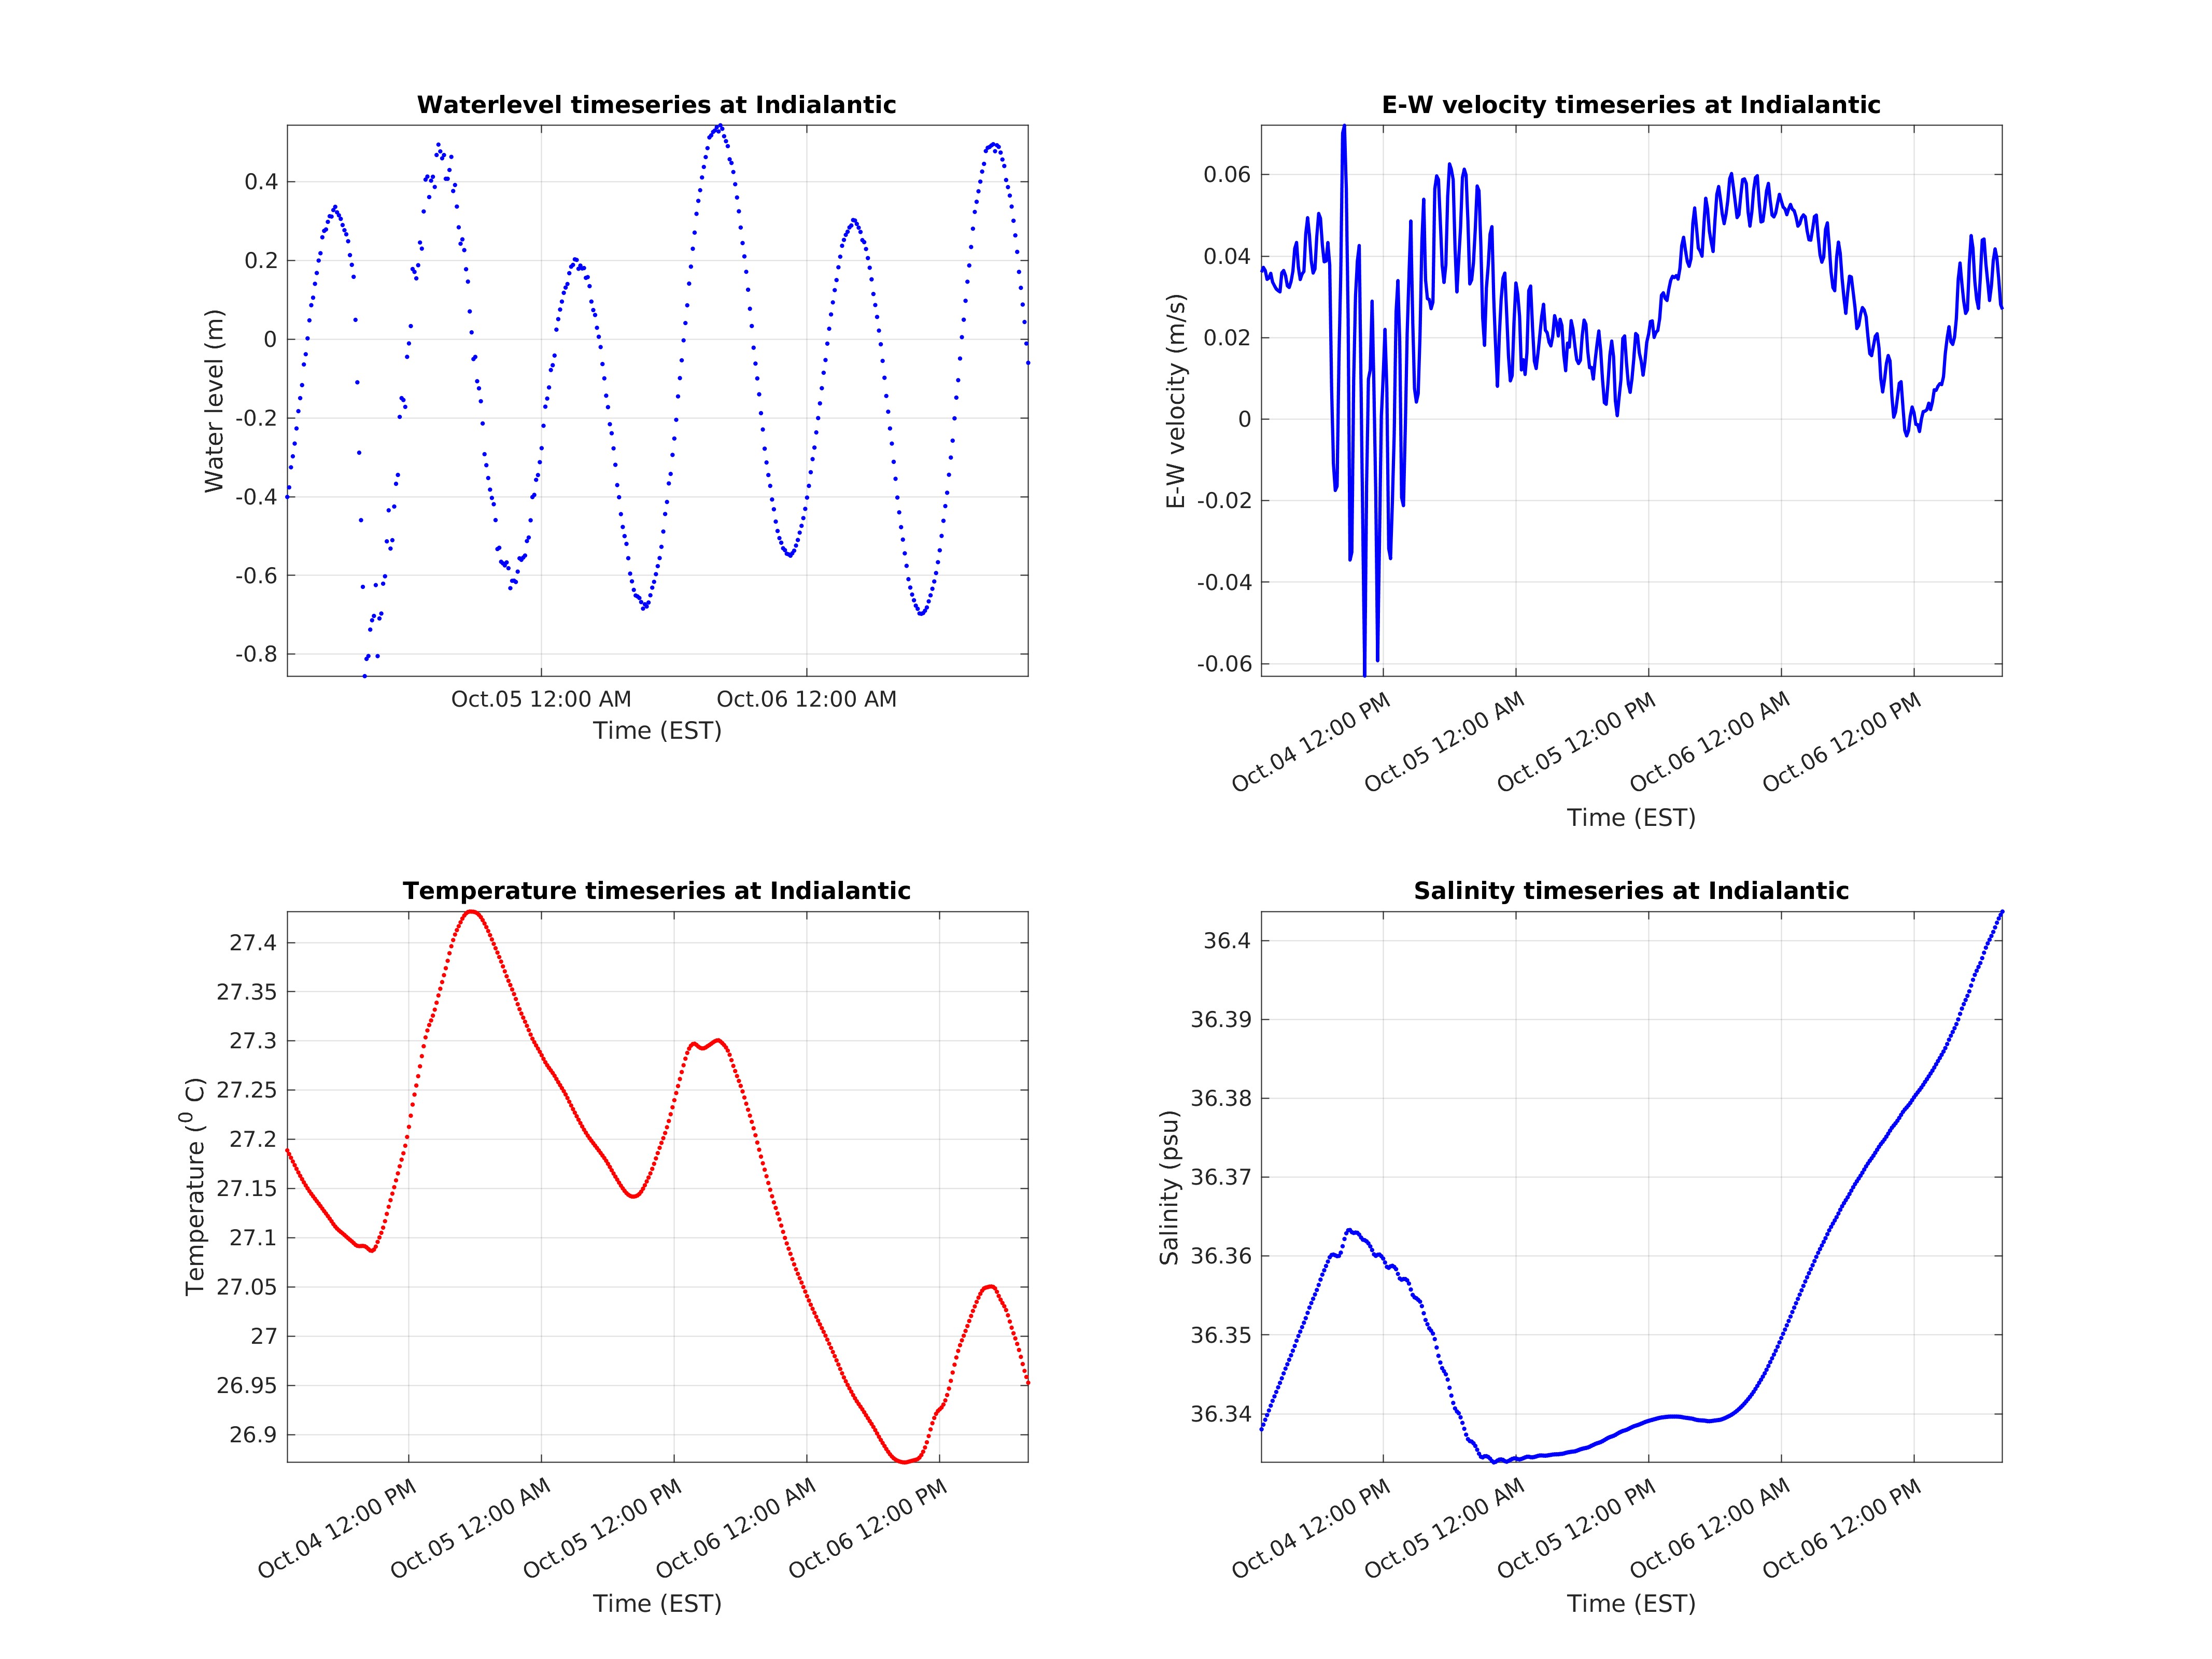 Waterlevel timeseries at Indialantic
0.4
0.2
0
-0.2
-0.4
-0.6
-0.8
Water level (m)
Oct.05 12:00 AM
Oct.06 12:00 AM
Time (EST)
E-W velocity timeseries at Indialantic
0.06
0.04
0.02
0
-0.02
-0.04
-0.06
E-W velocity (m/s)
Oct.04 12:00 PM
Oct.05 12:00 AM
Oct.05 12:00 PM
Oct.06 12:00 AM
Oct.06 12:00 PM
Time (EST)
Temperature timeseries at Indialantic
27.4
27.35
27.3
27.25
27.2
27.15
27.1
27.05
27
26.95
26.9
Temperature (⁰ C)
Oct.04 12:00 PM
Oct.05 12:00 AM
Oct.05 12:00 PM
Oct.06 12:00 AM
Oct.06 12:00 PM
Time (EST)
Salinity timeseries at Indialantic
36.4
36.39
36.38
36.37
36.36
36.35
36.34
Salinity (psu)
Oct.04 12:00 PM
Oct.05 12:00 AM
Oct.05 12:00 PM
Oct.06 12:00 AM
Oct.06 12:00 PM
Time (EST)